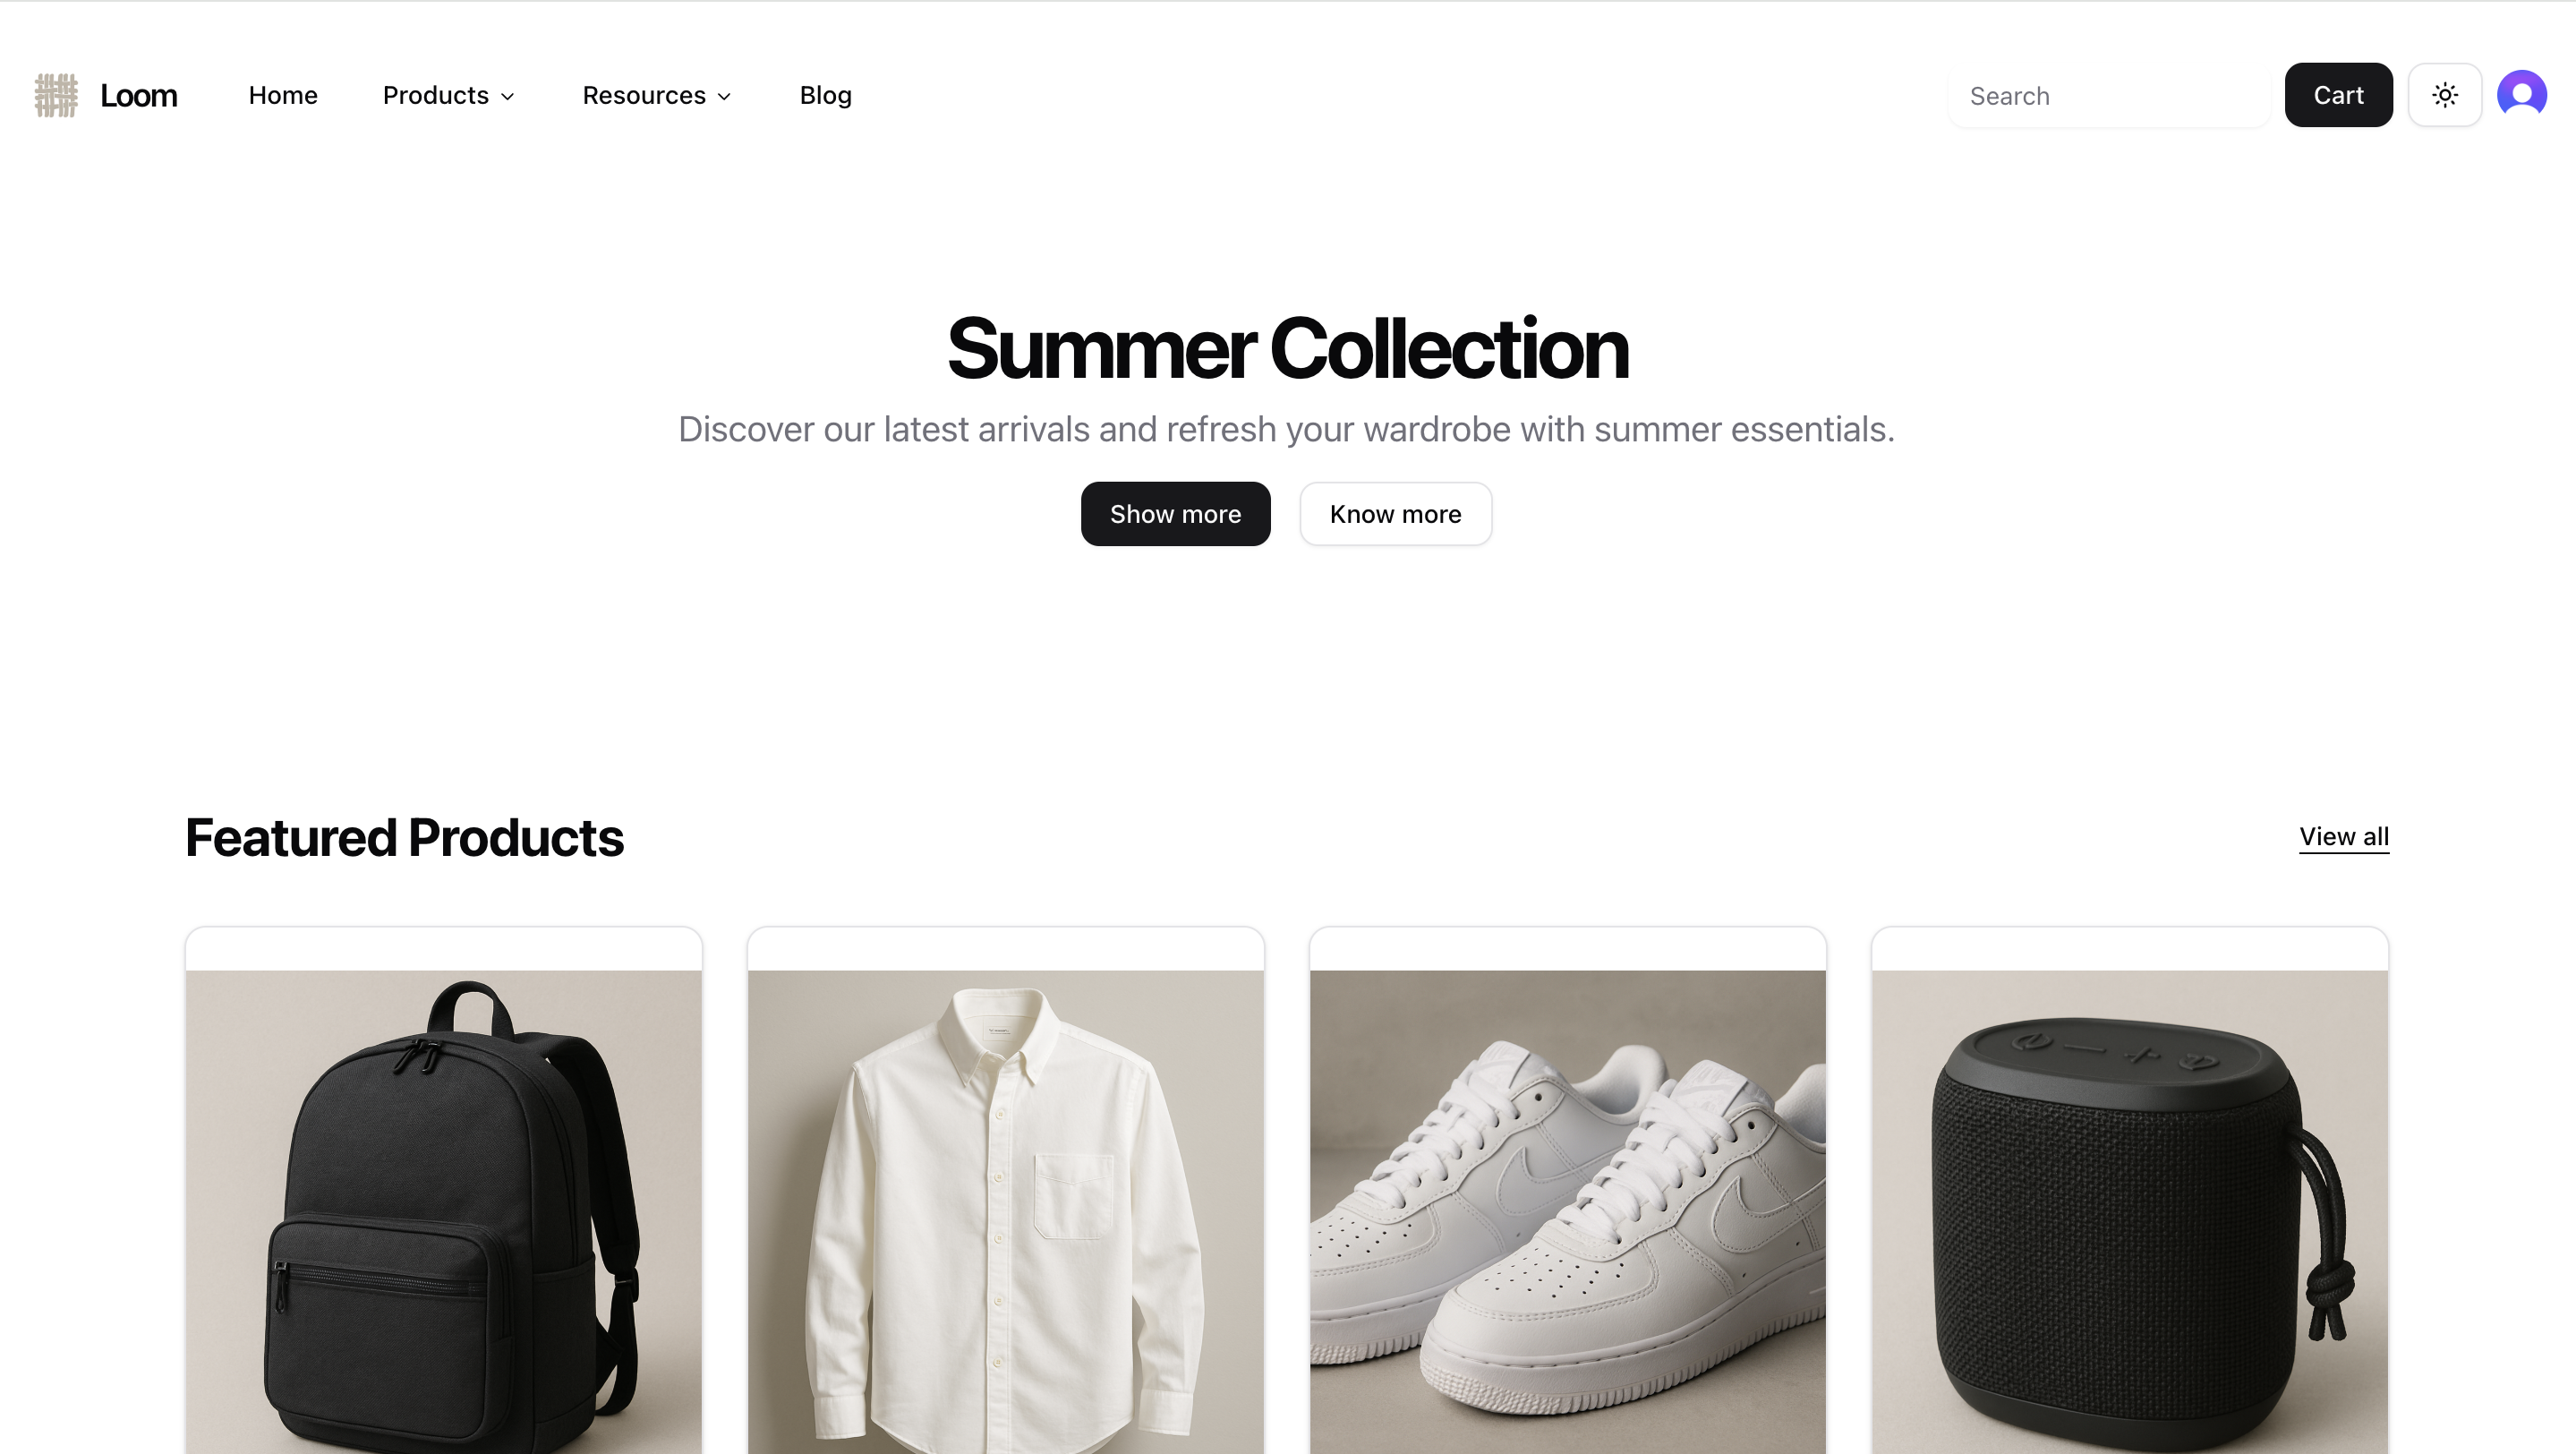 Loom
Home
Products
Resources
Blog
Search
Cart
Summer Collection
Discover our latest arrivals and refresh your wardrobe with summer essentials.
Show more
Know more
Featured Products
View all